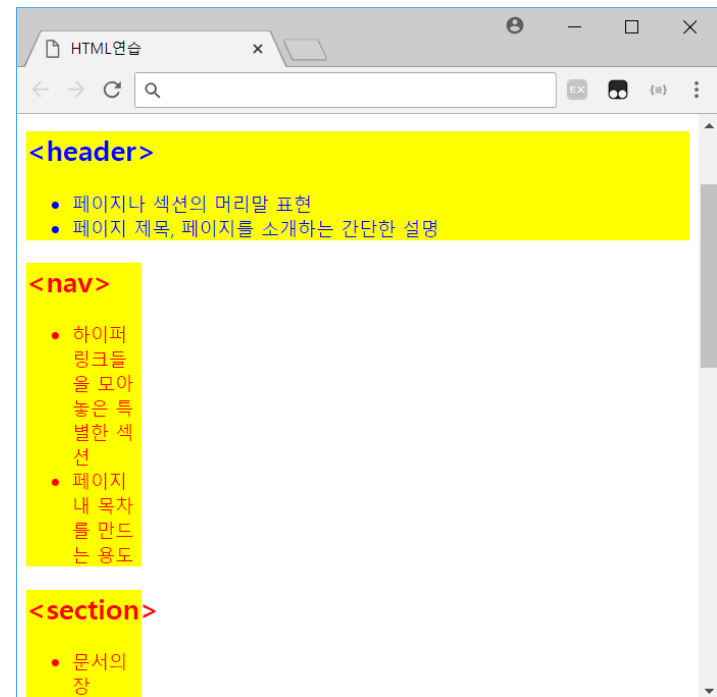 HTML연습
EX
<header>
페이지나 섹션의 머리말 표현
페이지 제목, 페이지를 소개하는 간단한 설명
<nav>
하이퍼
링크들
을 모아
놓은 특
별한 섹
션
페이지
내 목차
를 만드
는 용도
<section>
문서의
장